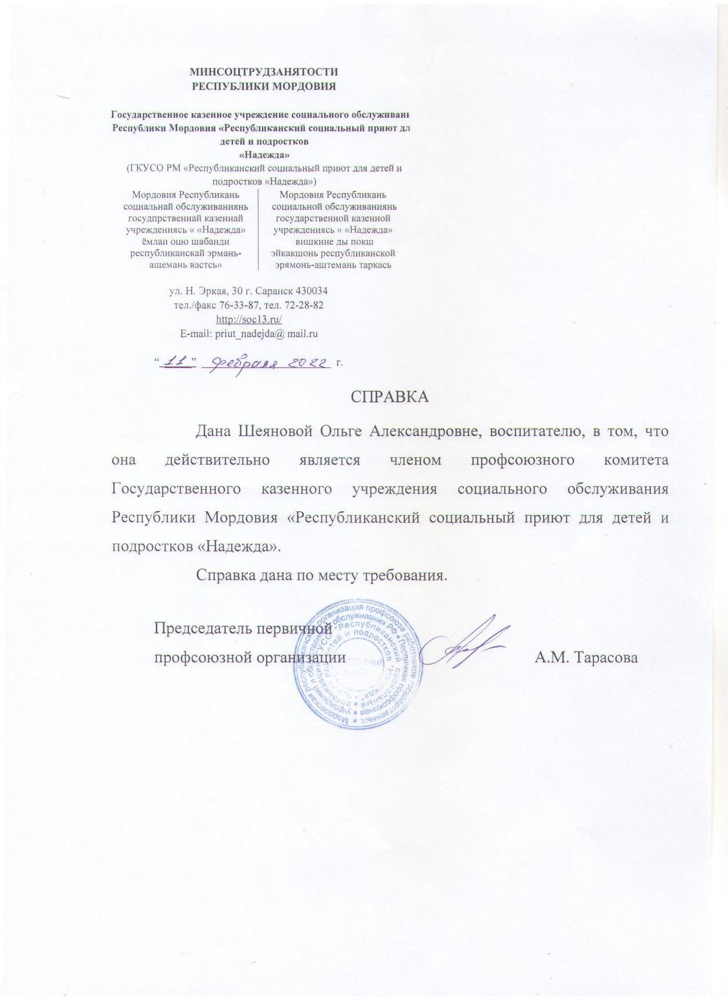 МИНСОЦТРУДЗАНЯТОСТИ
РЕСПУБЛИКИ МОРДОВИЯ
Государственное казенное учреждение социального обслуживани
Республики Мордовия «Республиканский социальный приют дл
детей и подростков
«Надежда»
(ГКУСО РМ «Республиканский социальный приют для детей и
подростков «Надежда»)
Мордовия Республикань
социальнай обслуживаниянь
госудпрственнай казеннай
учреждениясь « «Надежда»
ёмлаи оцю шабанди
республиканскай эрмань-
ащемань вастсь»
Мордовия Республикань
социальной обслуживаниянь
государственной казенной
учреждениясь « «Надежда»
вишкине ды покш
эйкакшонь республиканской
эрямонь-аштемань таркась
ул. Н. Эркая, 30 г. Саранск 430034
тел./факс 76-33-87, тел. 72-28-82
http://soc13.ru/
E-mail: priut_nadejda@ mail.ru
“ 11 ” февраля 2022 г.
СПРАВКА
Дана Шеяновой Ольге Александровне, воспитателю, в том, что
она действительно является членом профсоюзного комитета
Государственного казенного учреждения социального обслуживания
Республики Мордовия «Республиканский социальный приют для детей и
подростков «Надежда».
Справка дана по месту требования.
Председатель первичной
профсоюзной организации А.М. Тарасова
Мордовская республиканская организация профсоюза работников государственных
учреждений и общественного обслуживания РФ * Первичная профсоюзная
организация ГКУСО "Республиканский социальный
для детей и подростков "Надежда"